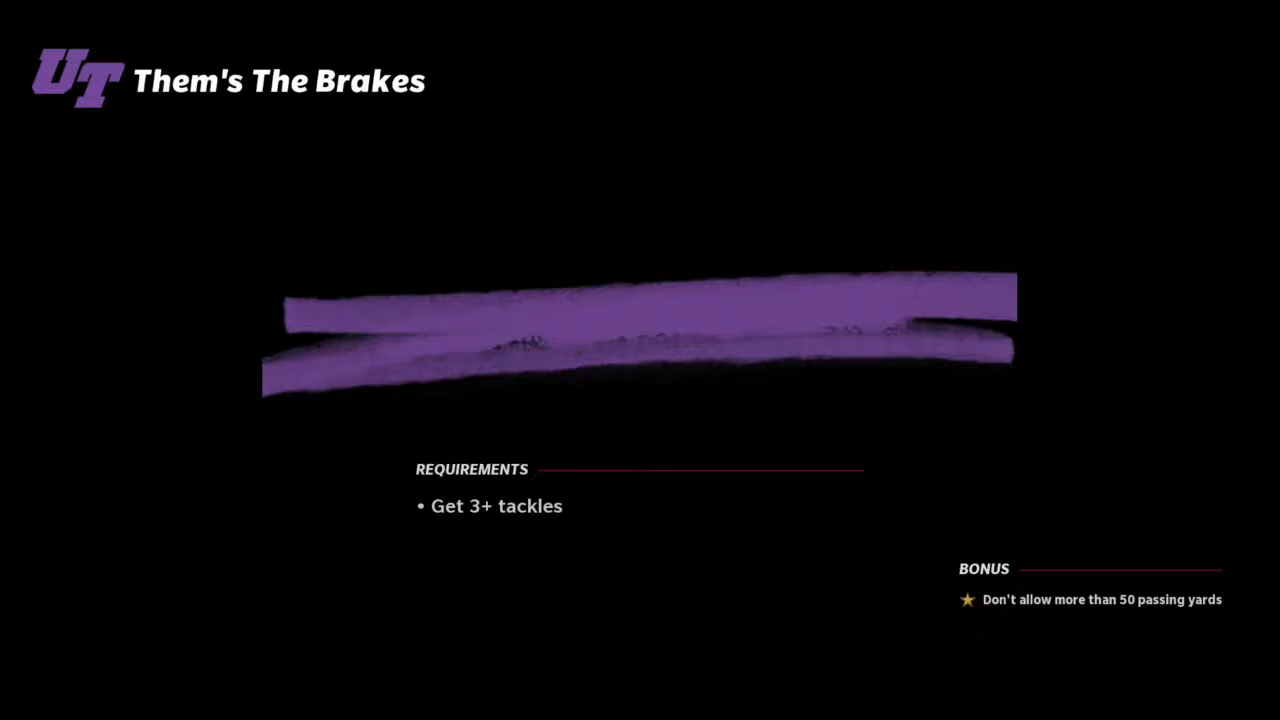 UT Them's The Brakes
REQUIREMENTS
• Get 3+ tackles
BONUS
Don't allow more than 50 passing yards